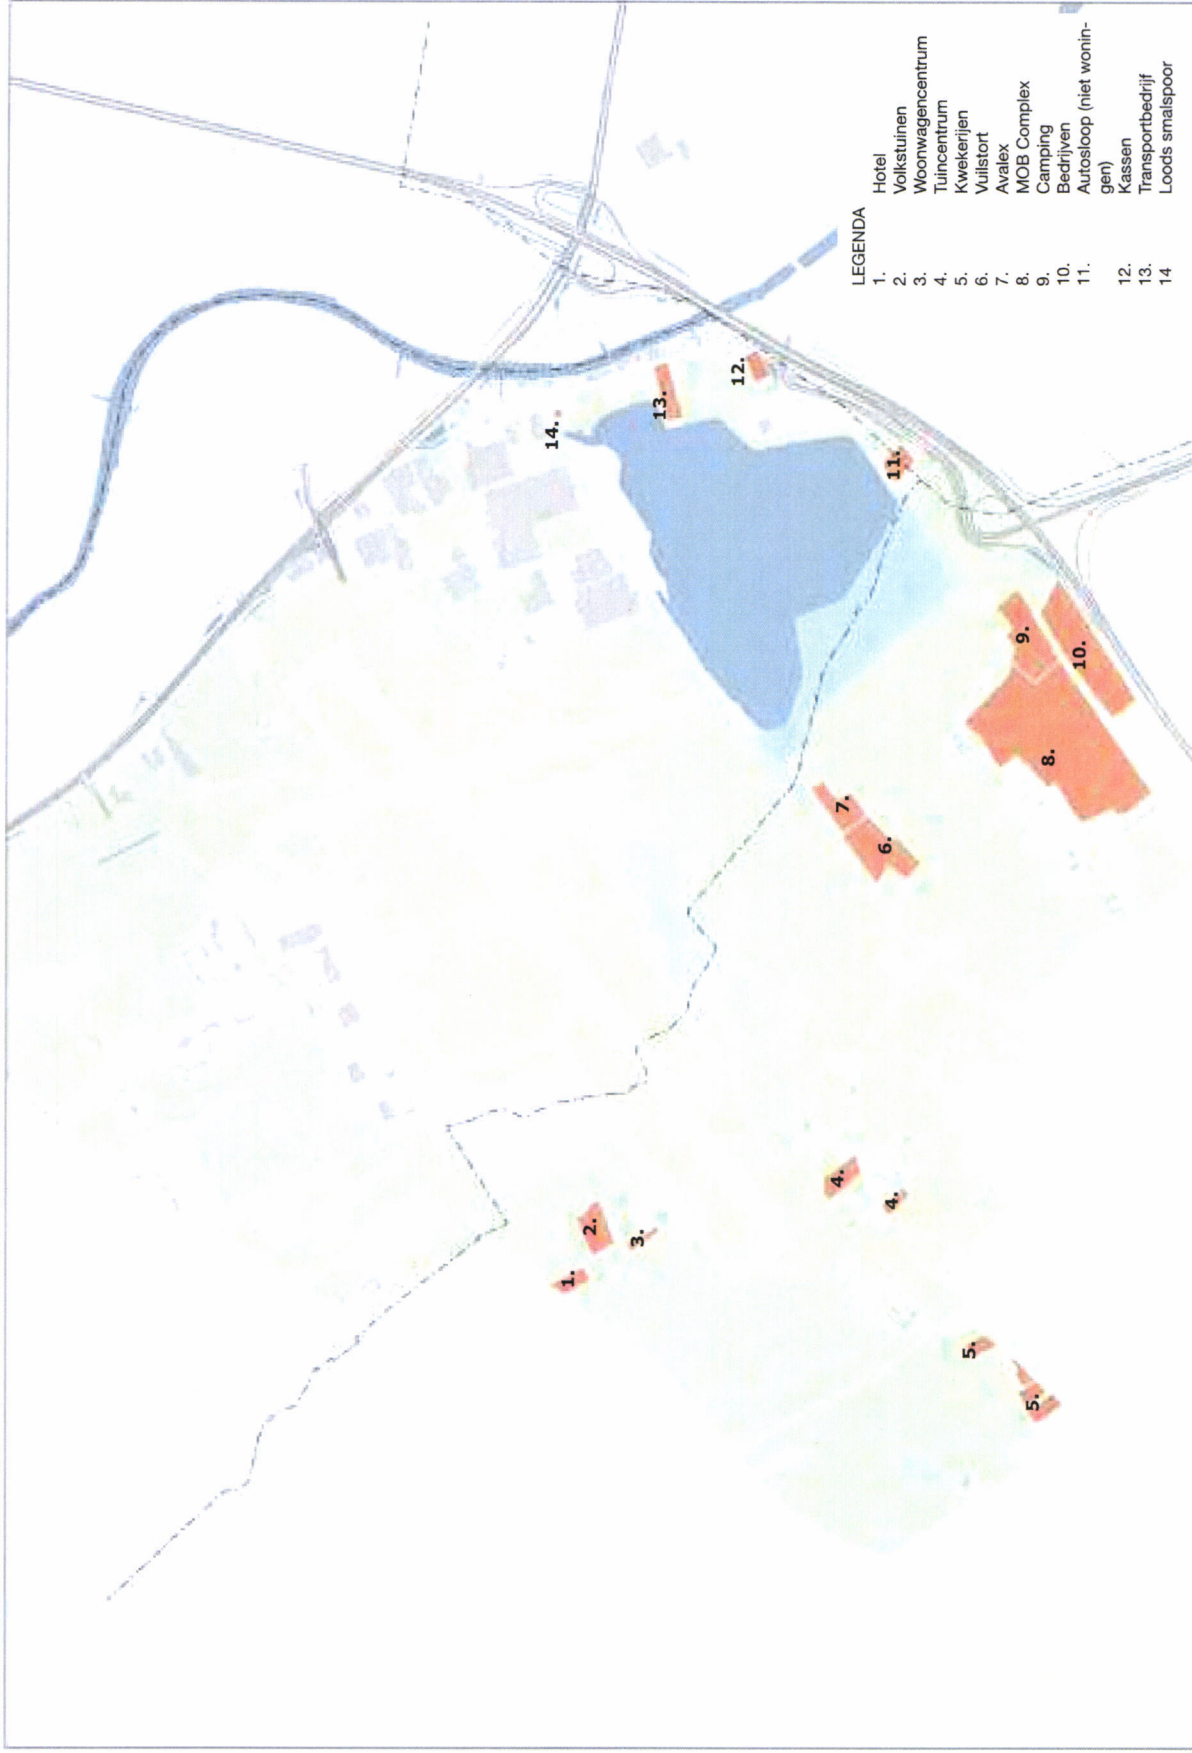 LEGENDA
1. Hotel
2. Volkstuinen
3. Woonwagencentrum
4. Tuincentrum
5. Kwekerijen
6. Vuilstort
7. Avalex
8. MOB Complex
9. Camping
10. Bedrijven
11. Autosloop (niet wonin-
gen)
12. Kassen
13. Transportbedrijf
14 Loods smalspoor
14.
13.
12.
11.
9.
10.
8.
7.
6.
4.
4.
2.
3.
1.
5.
5.